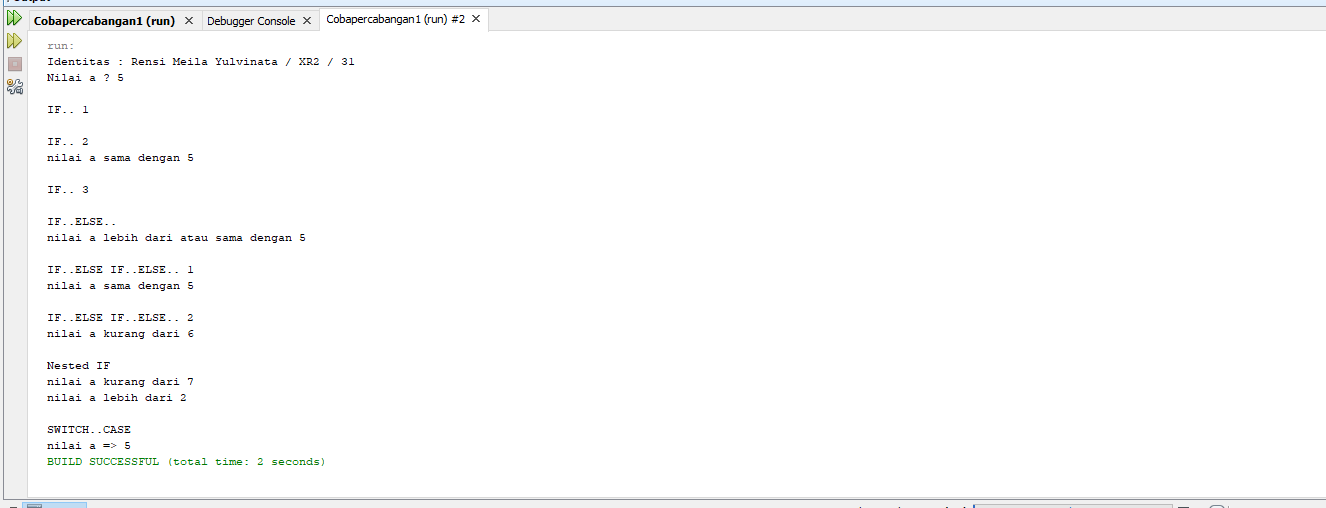 Cobapercabangan1 (run) Debugger Console Cobapercabangan1 (run) #2
run:
Identitas : Rensi Meila Yulvinata / XR2 / 31
Nilai a ? 5
IF.. 1
IF.. 2
nilai a sama dengan 5
IF.. 3
IF..ELSE..
nilai a lebih dari atau sama dengan 5
IF..ELSE IF..ELSE.. 1
nilai a sama dengan 5
IF..ELSE IF..ELSE.. 2
nilai a kurang dari 6
Nested IF
nilai a kurang dari 7
nilai a lebih dari 2
SWITCH..CASE
nilai a => 5
BUILD SUCCESSFUL (total time: 2 seconds)